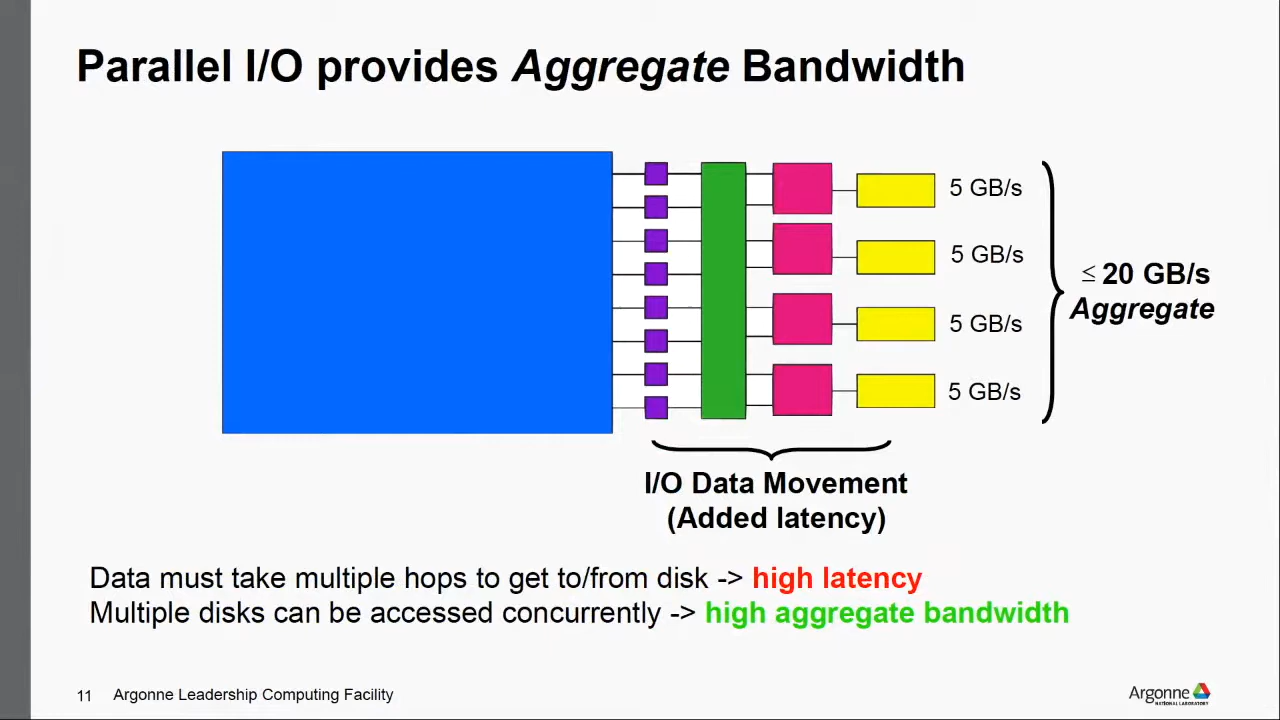 Parallel I/O provides Aggregate Bandwidth
5 GB/s
5 GB/s
5 GB/s
5 GB/s
≤ 20 GB/s
Aggregate
I/O Data Movement
(Added latency)
Data must take multiple hops to get to/from disk -> high latency
Multiple disks can be accessed concurrently -> high aggregate bandwidth
11 Argonne Leadership Computing Facility
Argonne
NATIONAL LABORATORY